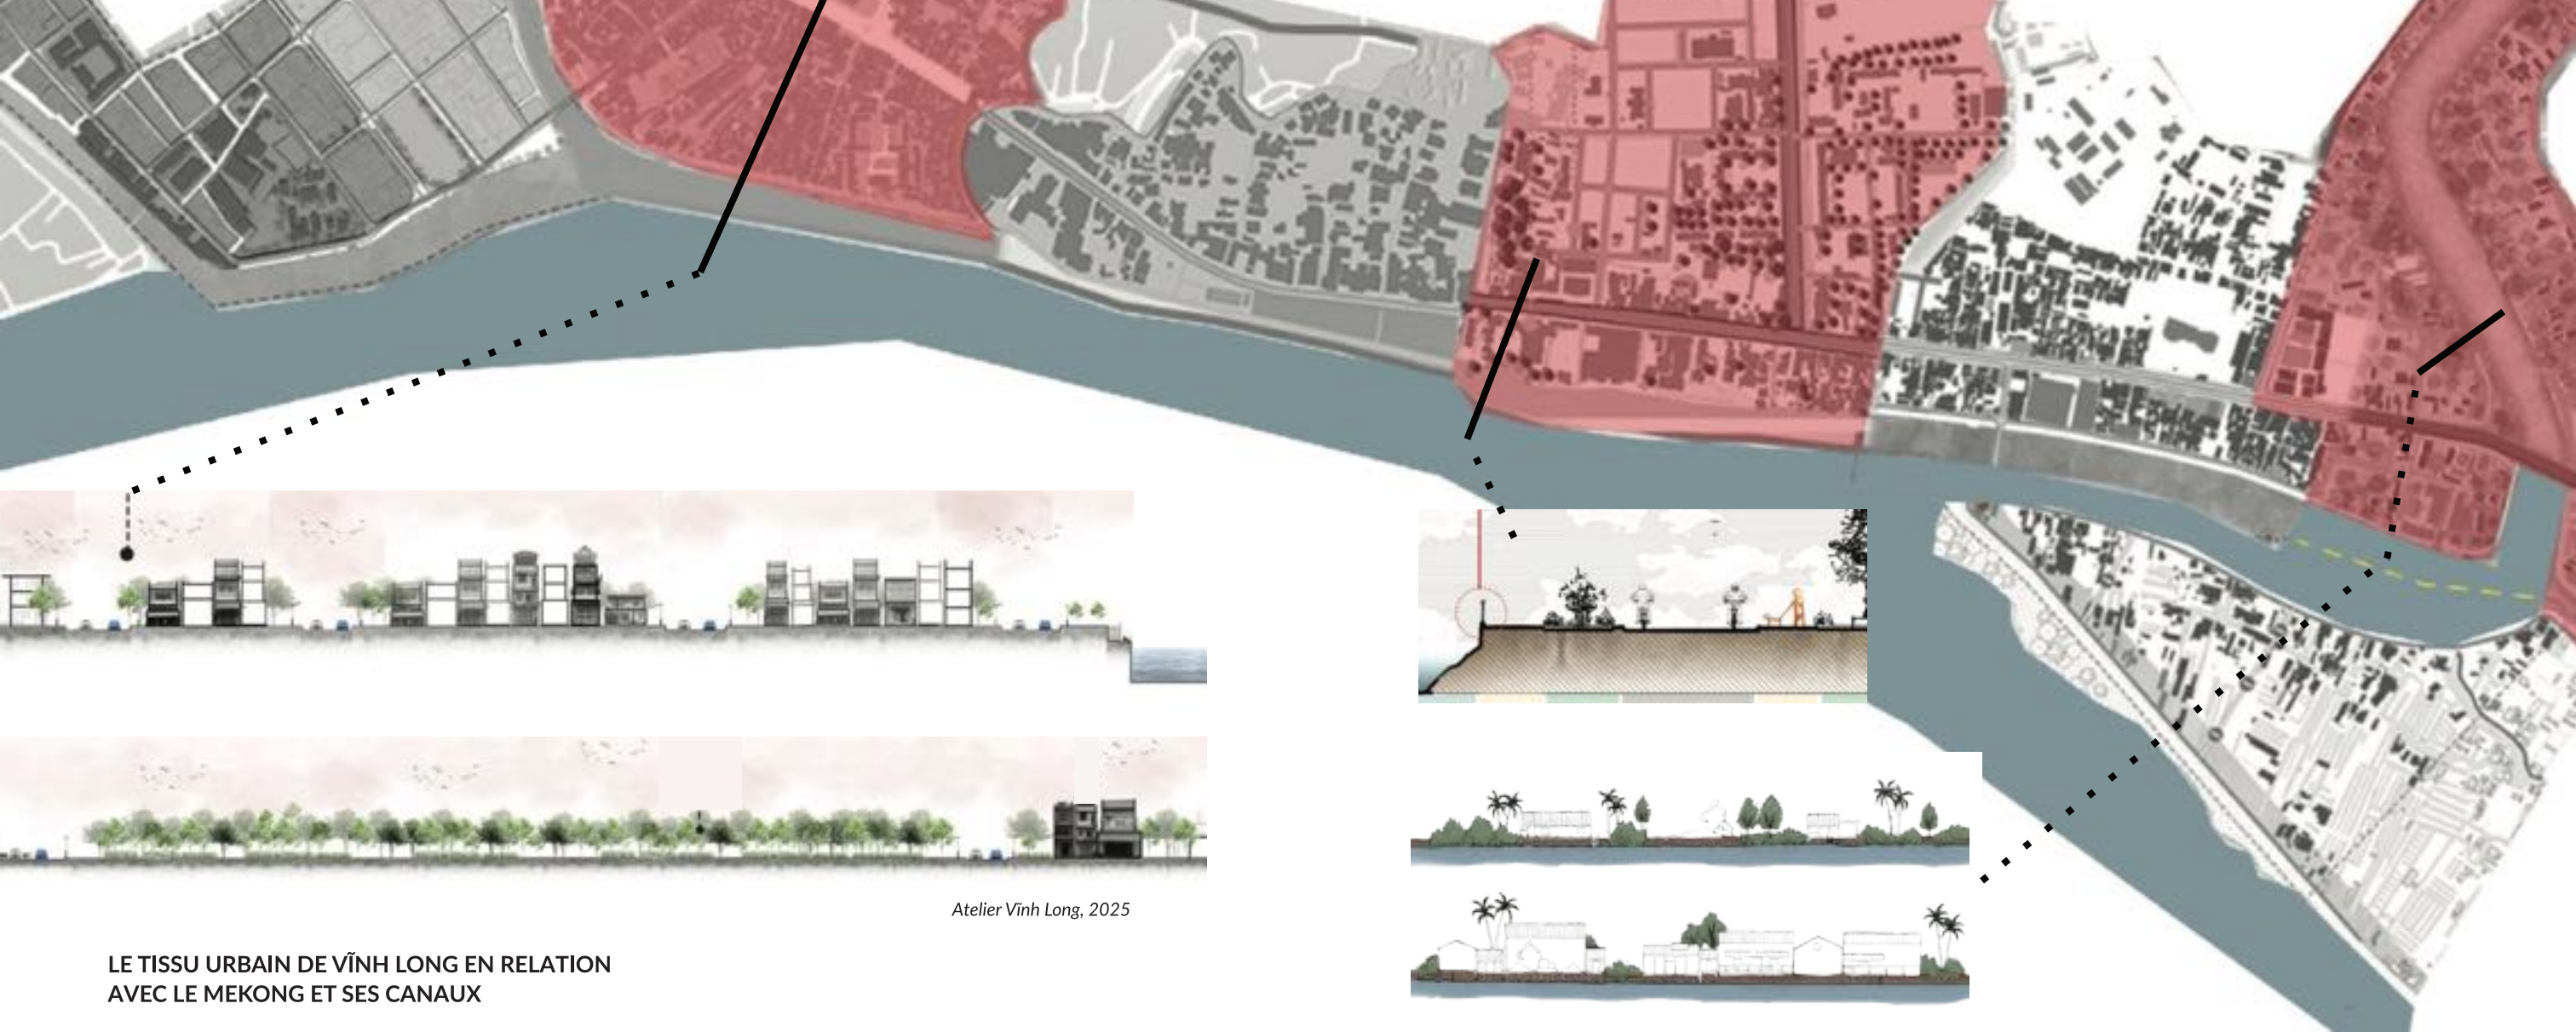 Atelier Vĩnh Long, 2025
LE TISSU URBAIN DE VĨNH LONG EN RELATION
AVEC LE MEKONG ET SES CANAUX